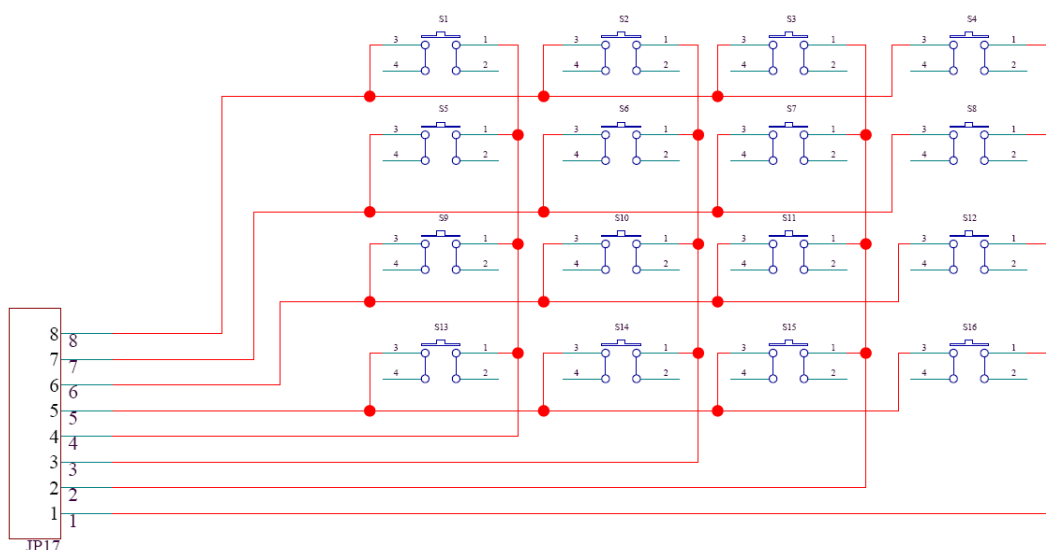 S1 S2 S3 S4
3 1 3 1 3 1 3 1
4 2 4 2 4 2 4 2
S5 S6 S7 S8
3 1 3 1 3 1 3 1
4 2 4 2 4 2 4 2
S9 S10 S11 S12
3 1 3 1 3 1 3 1
4 2 4 2 4 2 4 2
S13 S14 S15 S16
3 1 3 1 3 1 3 1
4 2 4 2 4 2 4 2
8 8
7 7
6 6
5 5
4 4
3 3
2 2
1 1
JP17